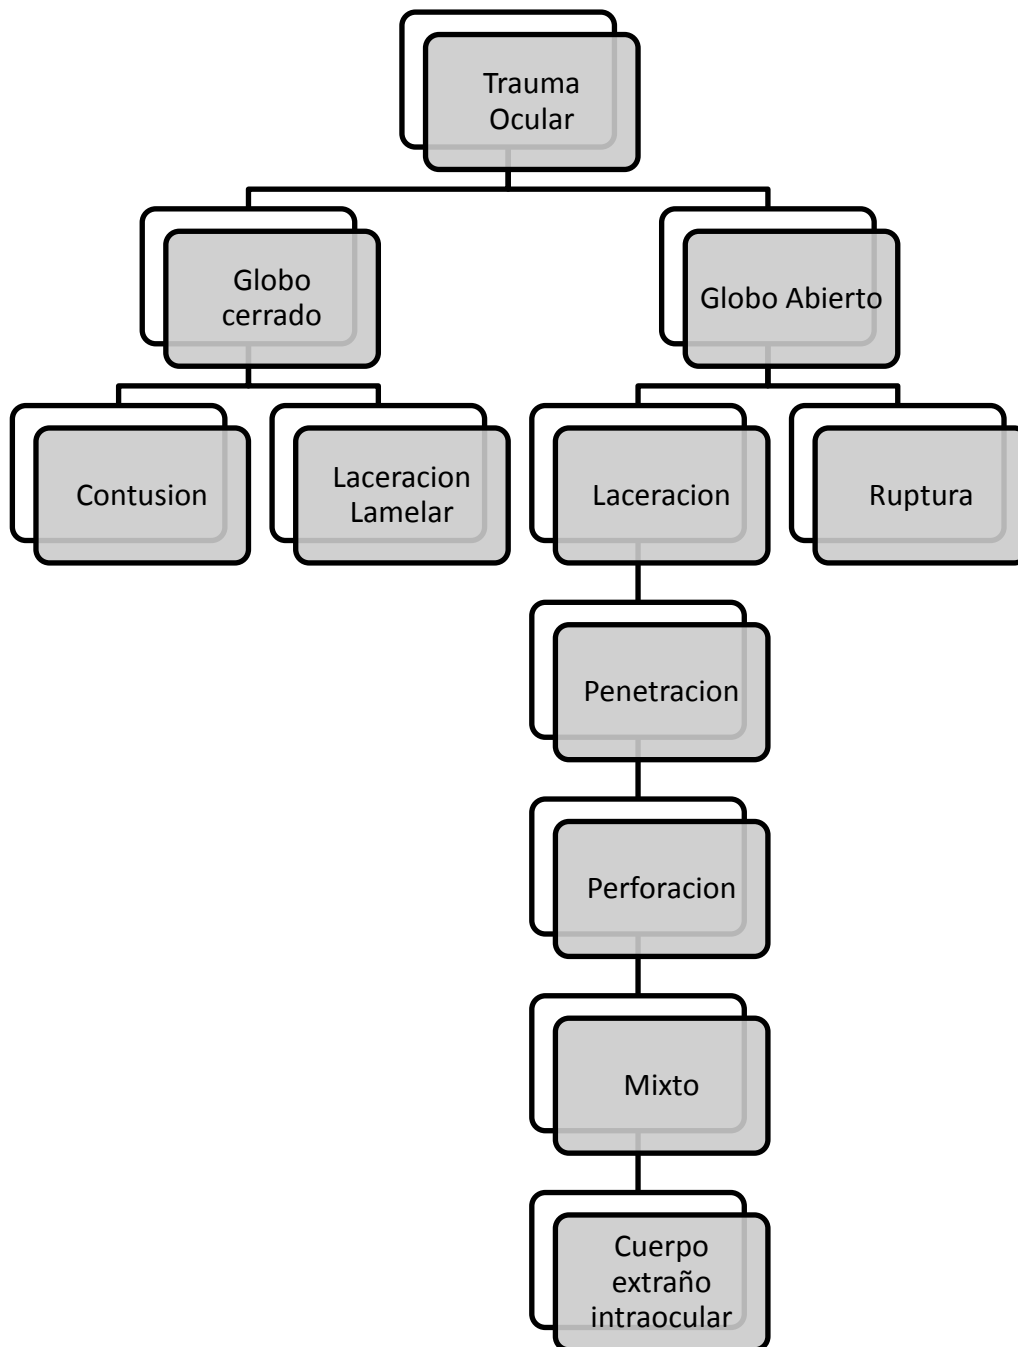 Trauma
Ocular
Globo
cerrado
Globo Abierto
Contusion
Laceracion
Lamelar
Laceracion
Ruptura
Penetracion
Perforacion
Mixto
Cuerpo
extraño
intraocular